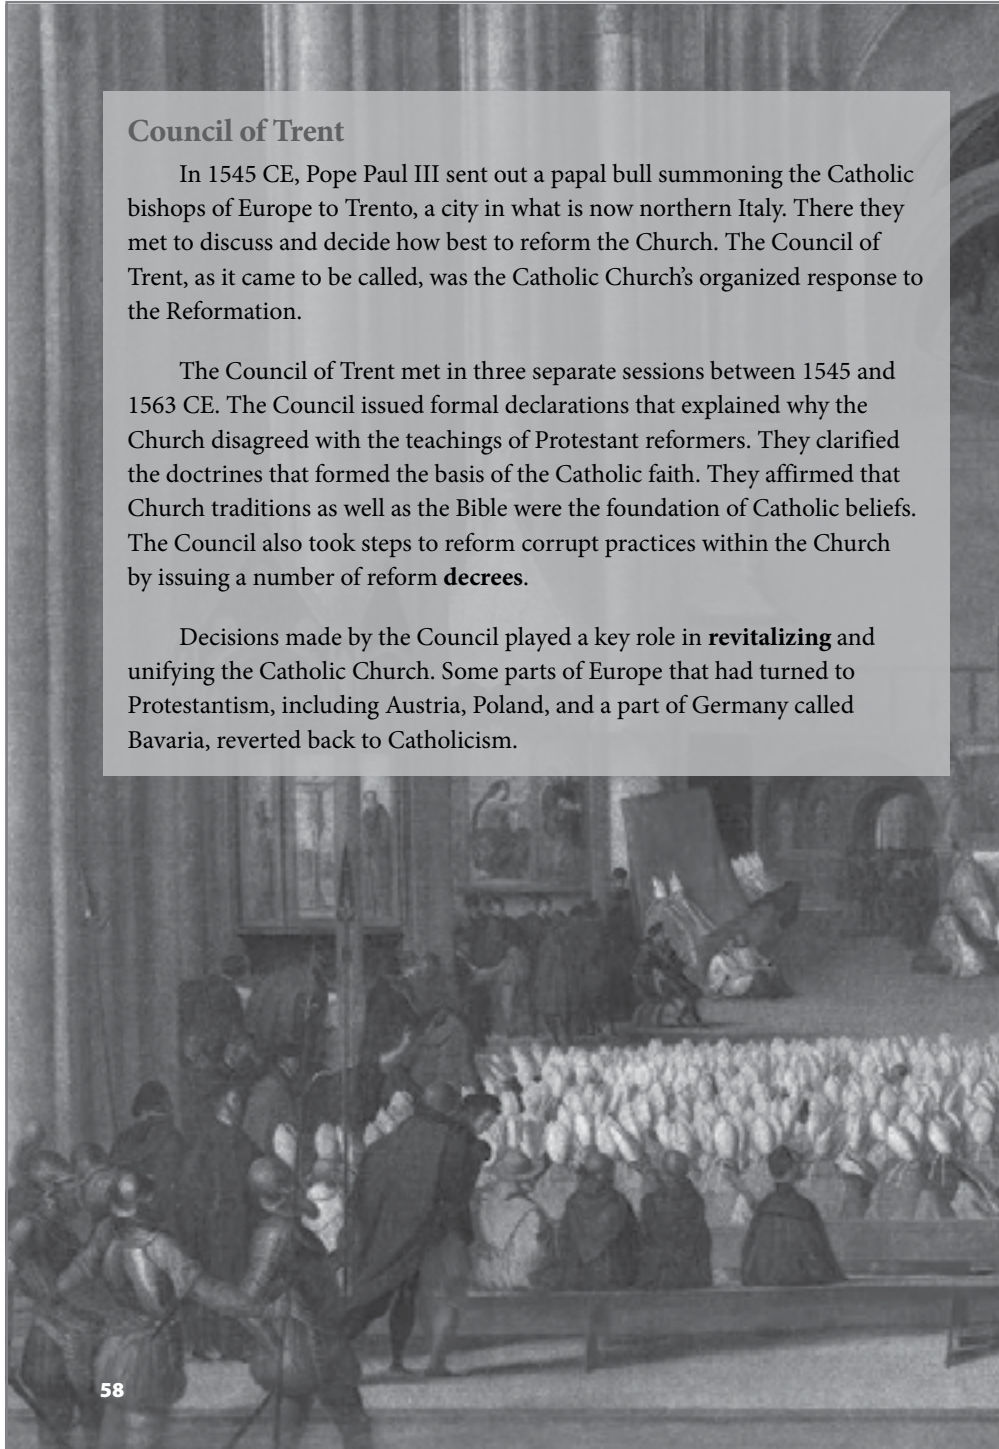 Council of Trent
In 1545 CE, Pope Paul III sent out a papal bull summoning the Catholic
bishops of Europe to Trento, a city in what is now northern Italy. There they
met to discuss and decide how best to reform the Church. The Council of
Trent, as it came to be called, was the Catholic Church’s organized response to
the Reformation.
The Council of Trent met in three separate sessions between 1545 and
1563 CE. The Council issued formal declarations that explained why the
Church disagreed with the teachings of Protestant reformers. They clarified
the doctrines that formed the basis of the Catholic faith. They affirmed that
Church traditions as well as the Bible were the foundation of Catholic beliefs.
The Council also took steps to reform corrupt practices within the Church
by issuing a number of reform decrees.
Decisions made by the Council played a key role in revitalizing and
unifying the Catholic Church. Some parts of Europe that had turned to
Protestantism, including Austria, Poland, and a part of Germany called
Bavaria, reverted back to Catholicism.
58